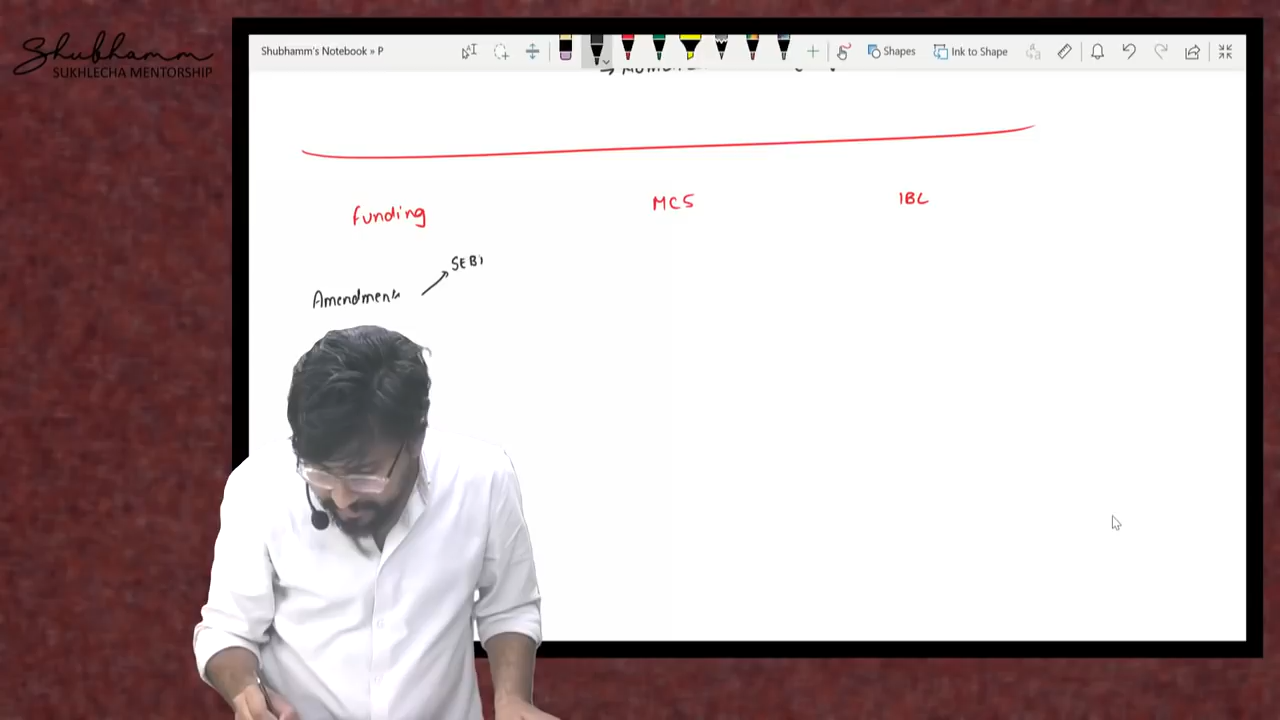 Shubhamm
SUKHLECHA MENTORSHIP
Shubhamm's Notebook » P
Shapes
Ink to Shape
Funding
MCS
IBC
SEBI
Amendments